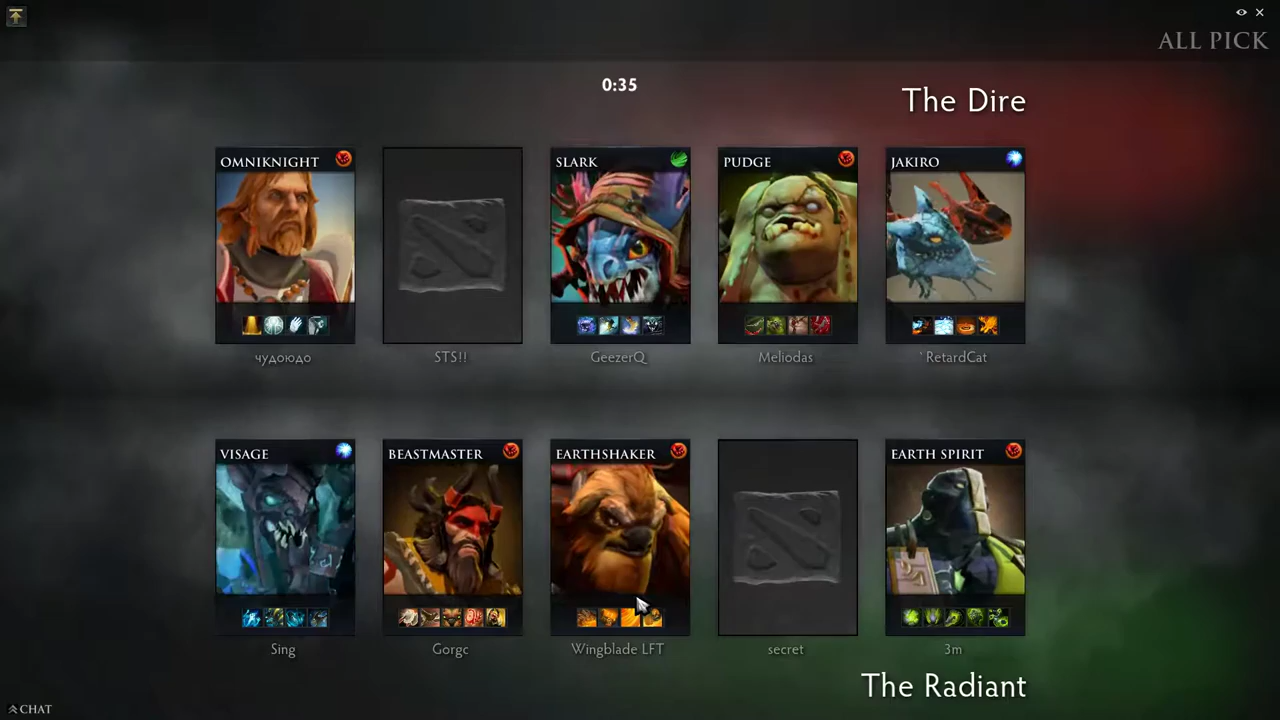 ALL PICK
0:35
The Dire
OMNIKNIGHT
SLARK
PUDGE
JAKIRO
чудоюдо
STS!!
GeezerQ
Meliodas
` RetardCat
VISAGE
BEASTMASTER
EARTHSHAKER
EARTH SPIRIT
Sing
Gorgc
Wingblade LFT
secret
3m
The Radiant
CHAT